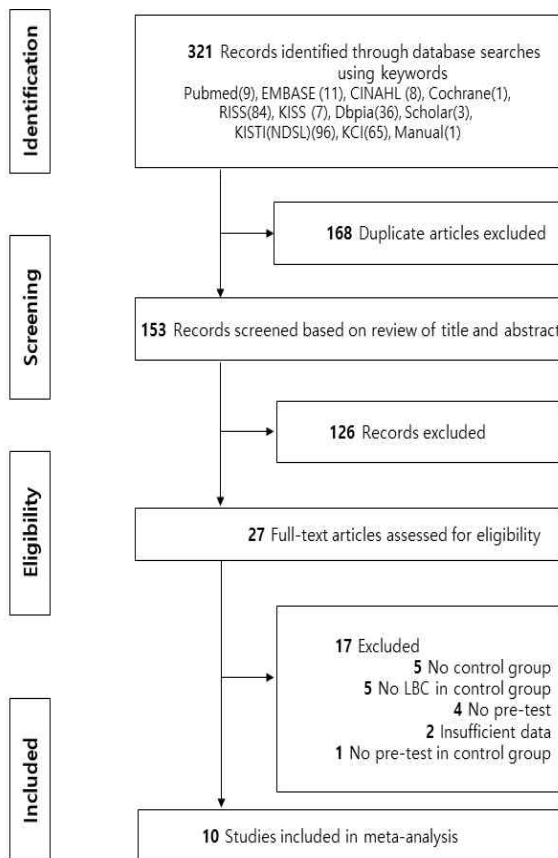 Identification
321 Records identified through database searches
using keywords
Pubmed(9), EMBASE (11), CINAHL (8), Cochrane(1),
RISS(84), KISS (7), Dbpia(36), Scholar(3),
KISTI(NDSL)(96), KCI(65), Manual(1)
168 Duplicate articles excluded
Screening
153 Records screened based on review of title and abstract
126 Records excluded
Eligibility
27 Full-text articles assessed for eligibility
17 Excluded
5 No control group
5 No LBC in control group
4 No pre-test
2 Insufficient data
1 No pre-test in control group
Included
10 Studies included in meta-analysis